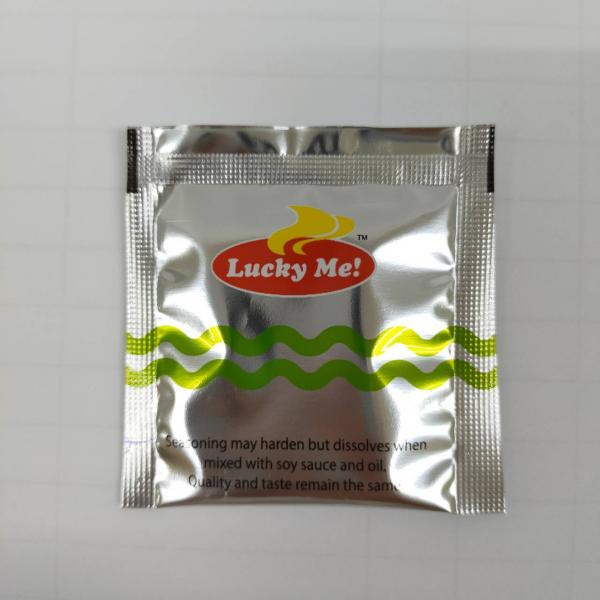 Lucky Me! ™
Seasoning may harden but dissolves when
mixed with soy sauce and oil.
Quality and taste remain the same